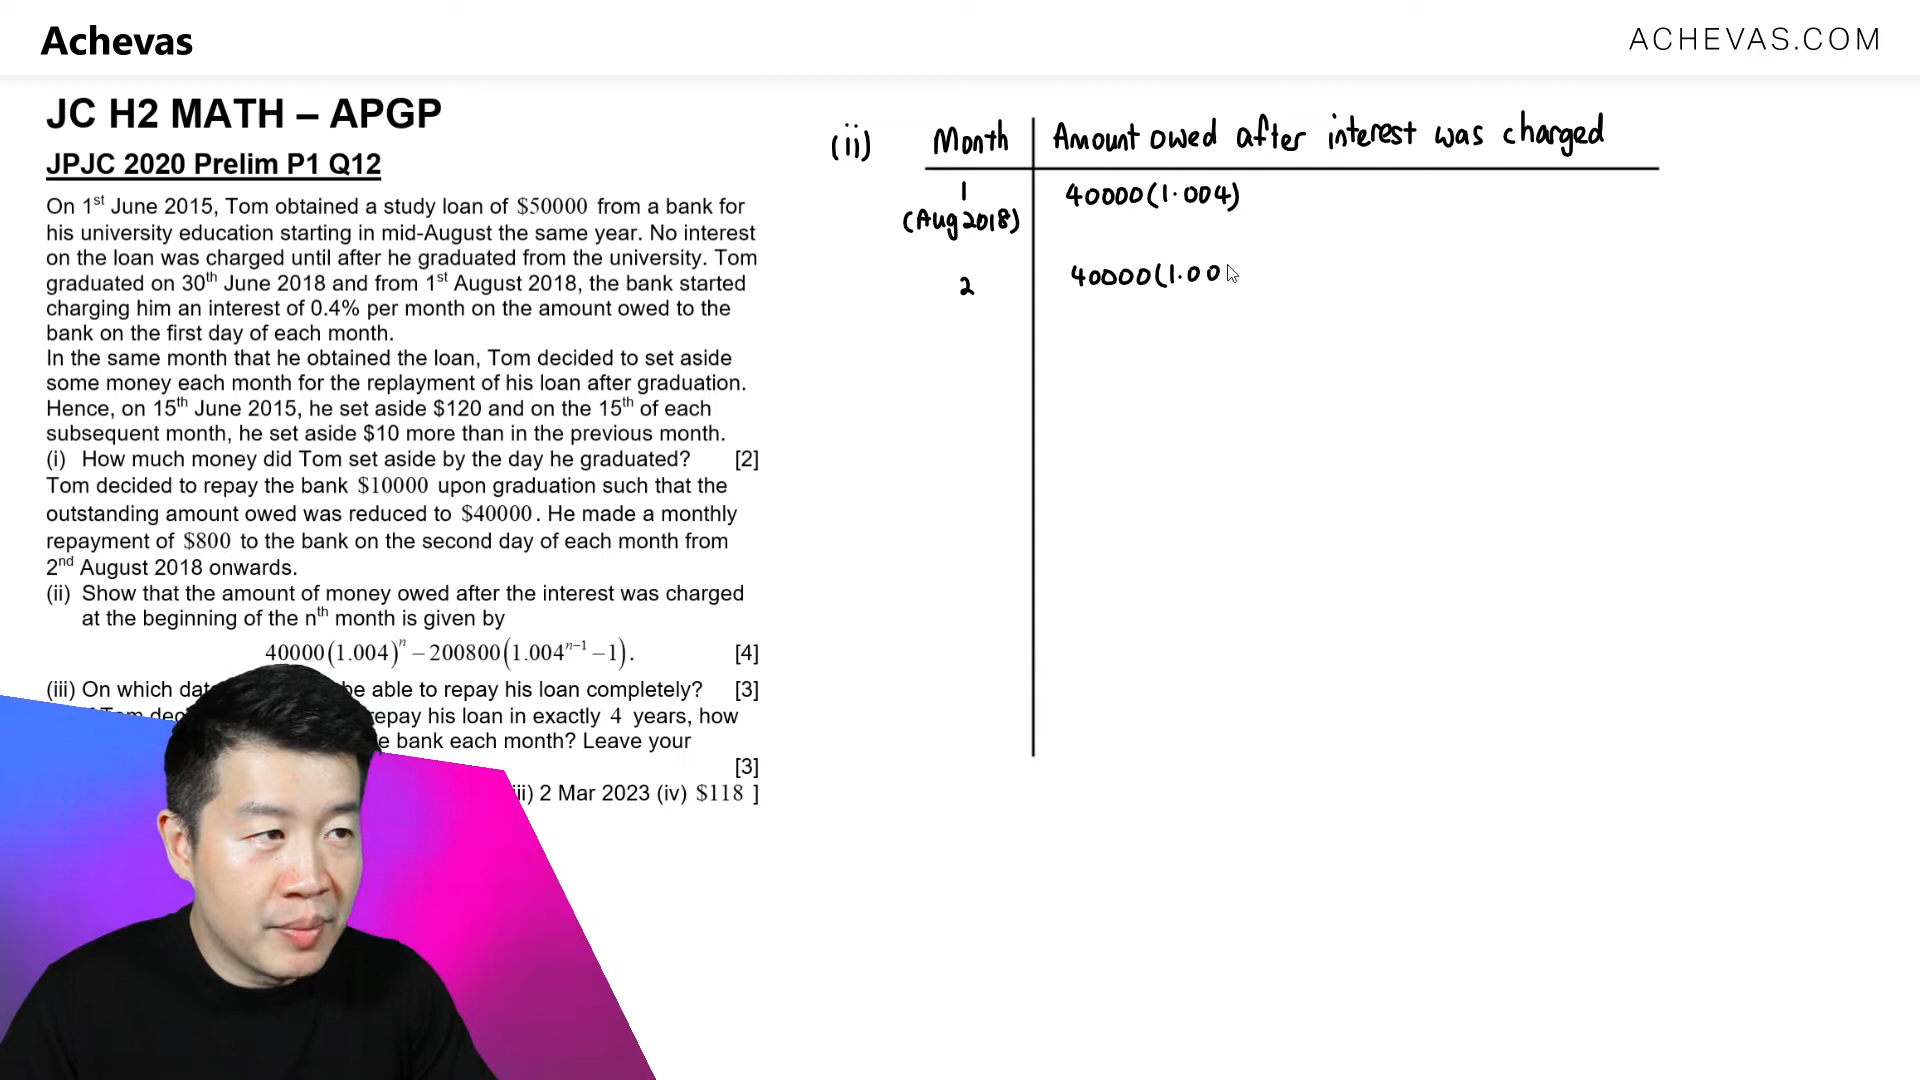 Achevas
ACHEVAS.COM
JC H2 MATH – APGP
JPJC 2020 Prelim P1 Q12
On 1st June 2015, Tom obtained a study loan of $50000 from a bank for
his university education starting in mid-August the same year. No interest
on the loan was charged until after he graduated from the university. Tom
graduated on 30th June 2018 and from 1st August 2018, the bank started
charging him an interest of 0.4% per month on the amount owed to the
bank on the first day of each month.
In the same month that he obtained the loan, Tom decided to set aside
some money each month for the replayment of his loan after graduation.
Hence, on 15th June 2015, he set aside $120 and on the 15th of each
subsequent month, he set aside $10 more than in the previous month.
(i) How much money did Tom set aside by the day he graduated? [2]
Tom decided to repay the bank $10000 upon graduation such that the
outstanding amount owed was reduced to $40000. He made a monthly
repayment of $800 to the bank on the second day of each month from
2nd August 2018 onwards.
(ii) Show that the amount of money owed after the interest was charged
at the beginning of the nth month is given by
40000(1.004)^n − 200800(1.004^{n−1} − 1). [4]
(iii) On which be able to repay his loan completely? [3]
repay his loan in exactly 4 years, how
bank each month? Leave your
[3]
2 Mar 2023 (iv) $118 ]
(ii) Month Amount owed after interest was charged
1 40000(1.004)
(Aug 2018)
2 40000(1.00